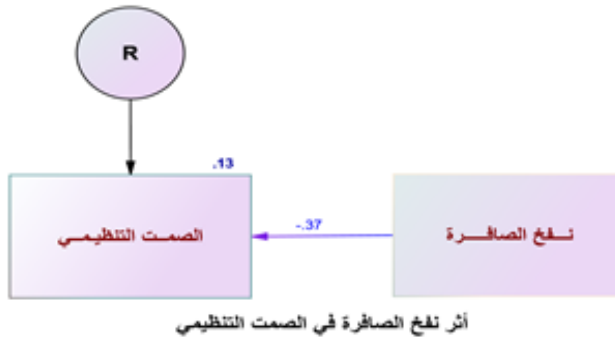 R
.13
نفخ الصافرة
-.37
الصمت التنظيمي
أثر نفخ الصافرة في الصمت التنظيمي